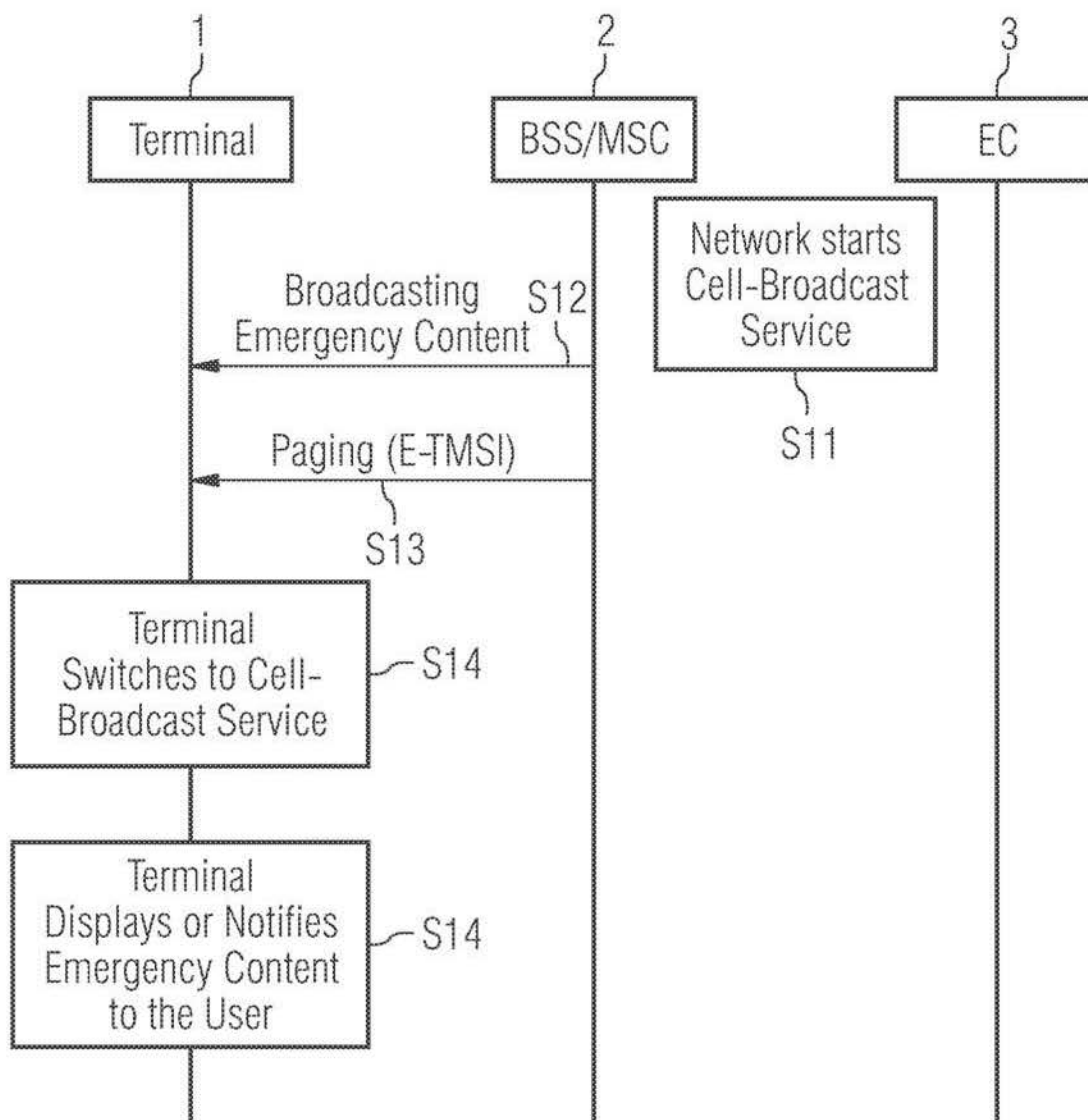 1
2
3
Terminal
BSS/MSC
EC
Network starts
Cell-Broadcast
Service
S11
Broadcasting
Emergency Content
S12
Paging (E-TMSI)
S13
Terminal
Switches to Cell-
Broadcast Service
S14
Terminal
Displays or Notifies
Emergency Content
to the User
S14